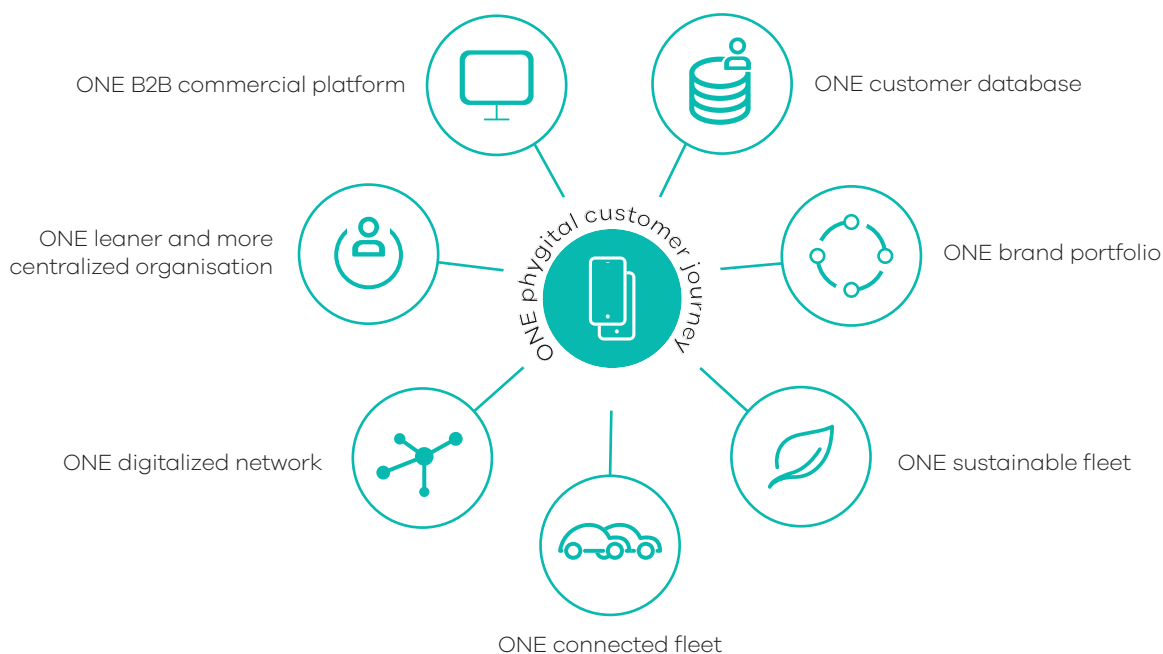 ONE B2B commercial platform
ONE customer database
ONE leaner and more
centralized organisation
ONE phygital customer journey
ONE brand portfolio
ONE digitalized network
ONE sustainable fleet
ONE connected fleet